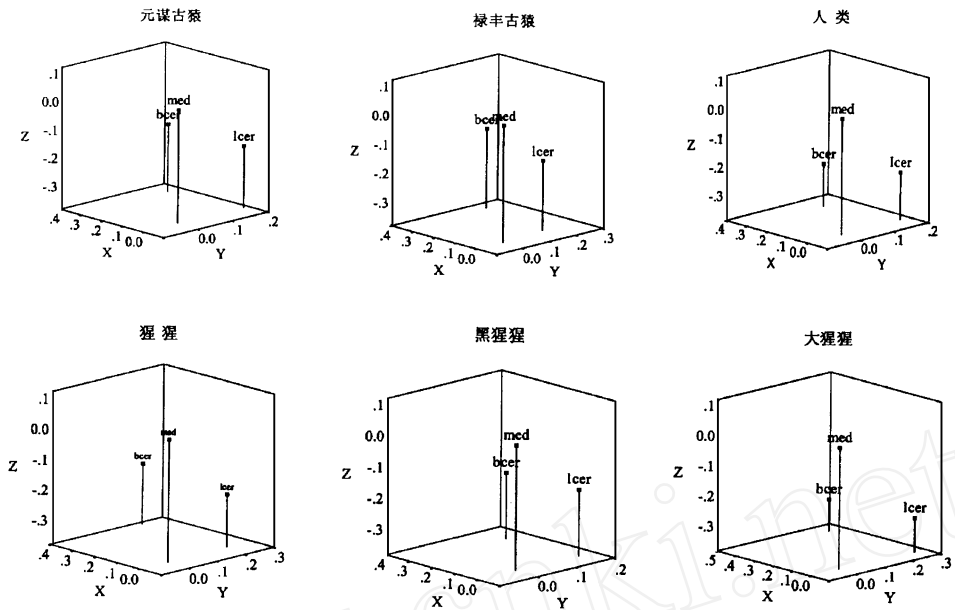 元谋古猿
.1
0.0
-.1
-.2
-.3
Z
.4
.3
.2
.1
0.0
X
0.0
.1
.2
Y
bcer
med
lcer
禄丰古猿
.1
0.0
-.1
-.2
-.3
Z
.4
.3
.2
.1
0.0
X
0.0
.1
.2
.3
Y
bcer
med
lcer
人 类
.1
0.0
-.1
-.2
-.3
Z
.4
.3
.2
.1
0.0
X
0.0
.1
.2
Y
bcer
med
lcer
猩 猩
.1
0.0
-.1
-.2
-.3
Z
.4
.3
.2
.1
0.0
X
0.0
.1
.2
.3
Y
bcer
med
lcer
黑猩猩
.1
0.0
-.1
-.2
-.3
Z
.4
.3
.2
.1
0.0
X
0.0
.1
.2
Y
bcer
med
lcer
大猩猩
.1
0.0
-.1
-.2
-.3
Z
.5
.4
.3
.2
.1
0.0
X
0.0
.1
.2
.3
Y
bcer
med
lcer